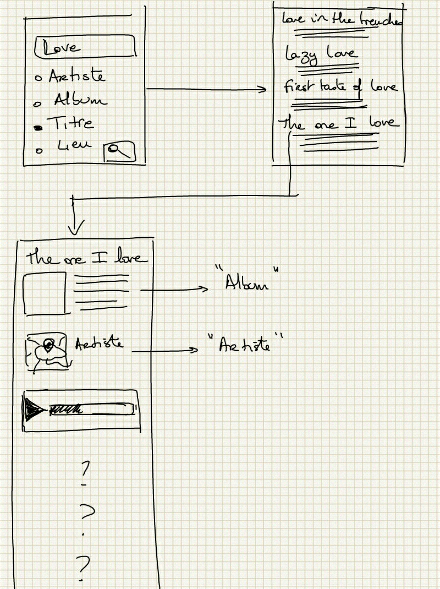 Love
Artiste
Album
Titre
Lieu
love in the trenches
lazy love
first taste of love
The one I love
The one I love
"Album"
Artiste
"Artiste"
?
?
?